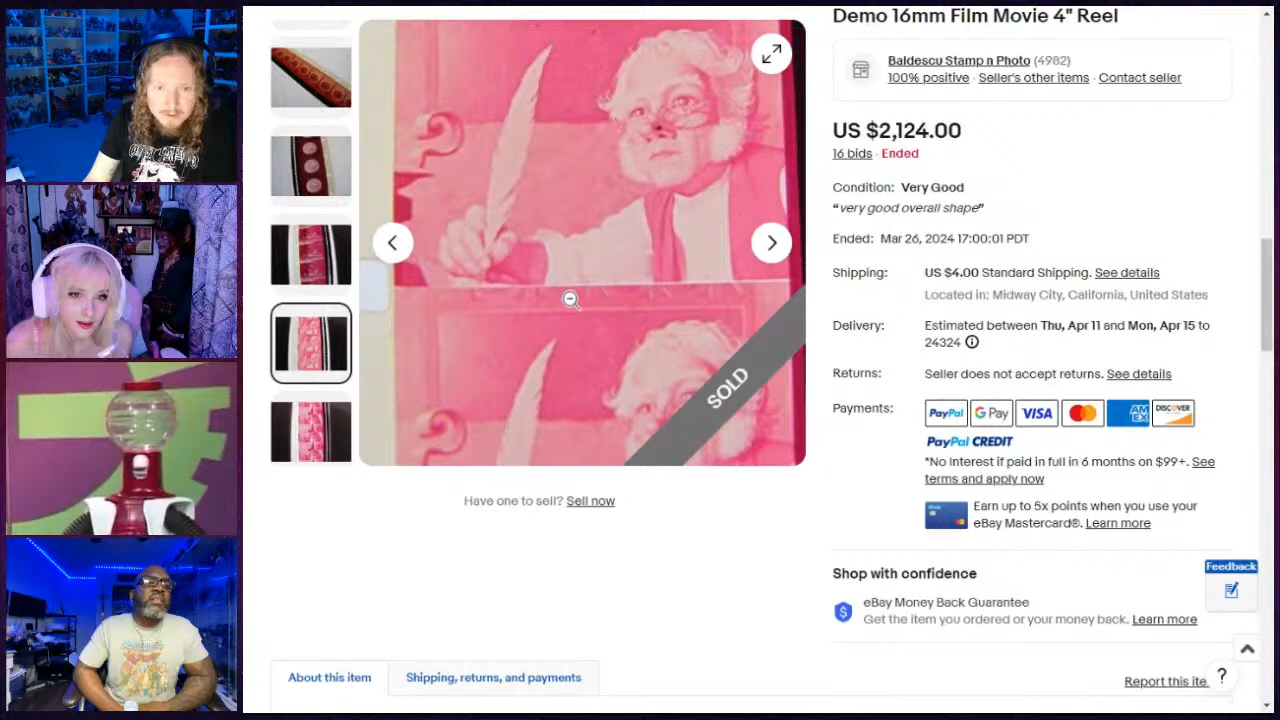 Demo 16mm Film Movie 4" Reel
Baldescu Stamp n Photo (4982)
100% positive · Seller's other items · Contact seller
US $2,124.00
16 bids · Ended
Condition: Very Good
“very good overall shape”
Ended: Mar 26, 2024 17:00:01 PDT
Shipping: US $4.00 Standard Shipping. See details
Located in: Midway City, California, United States
Delivery: Estimated between Thu, Apr 11 and Mon, Apr 15 to
24324
Returns: Seller does not accept returns. See details
Payments: PayPal G Pay VISA AM EX DISCOVER
PayPal CREDIT
*No Interest if paid in full in 6 months on $99+. See
terms and apply now
Earn up to 5x points when you use your
eBay Mastercard®. Learn more
SOLD
Have one to sell? Sell now
Shop with confidence
Feedback
eBay Money Back Guarantee
Get the item you ordered or your money back. Learn more
About this item
Shipping, returns, and payments
?
Report this ite